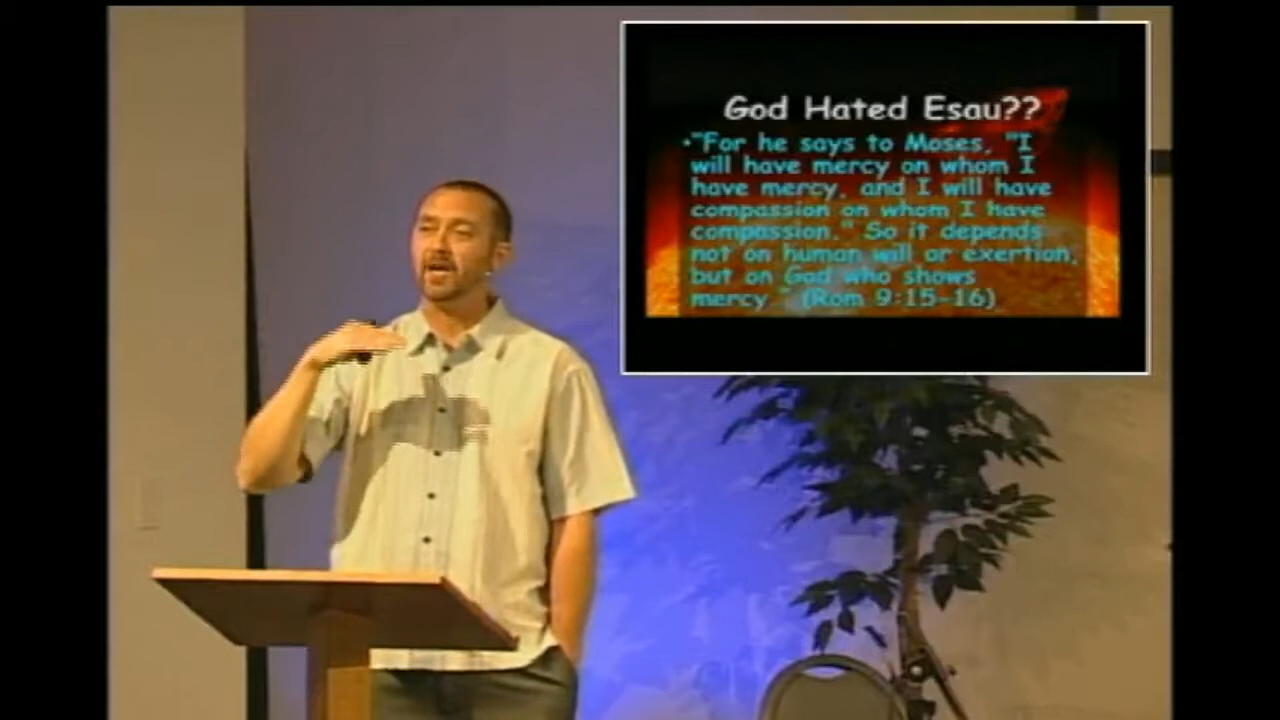 God Hated Esau??
•"For he says to Moses, "I
will have mercy on whom I
have mercy, and I will have
compassion on whom I have
compassion." So it depends
not on human will or exertion,
but on God who shows
mercy." (Rom 9:15-16)